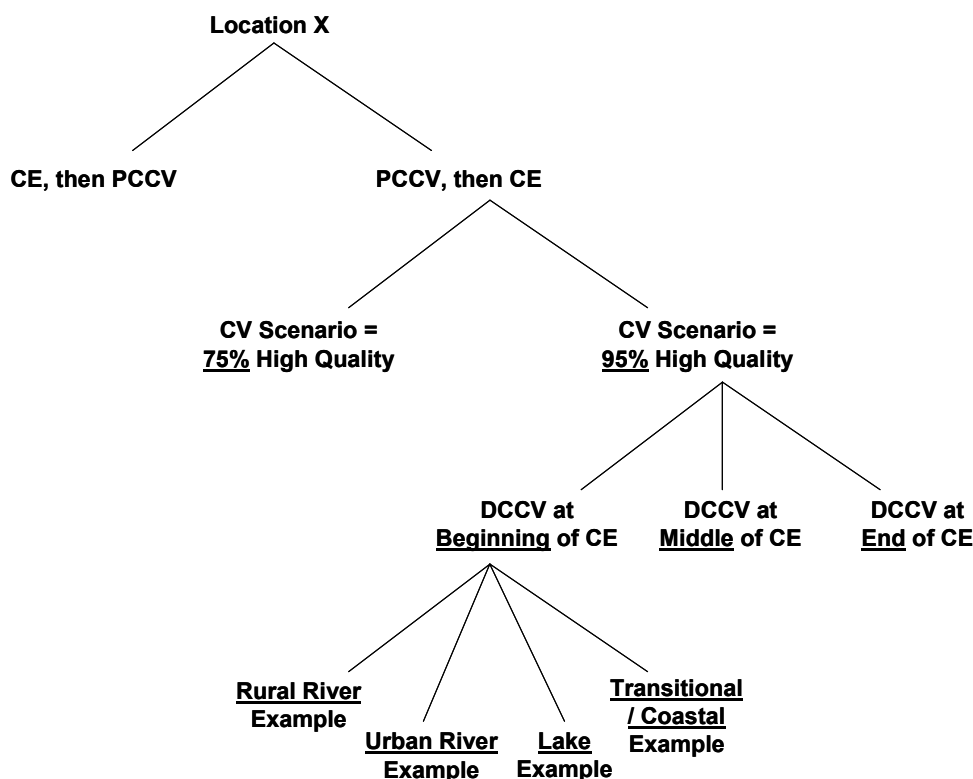 Location X
CE, then PCCV
PCCV, then CE
CV Scenario =
75% High Quality
CV Scenario =
95% High Quality
DCCV at
Beginning of CE
DCCV at
Middle of CE
DCCV at
End of CE
Rural River
Example
Urban River
Example
Lake
Example
Transitional
/ Coastal
Example